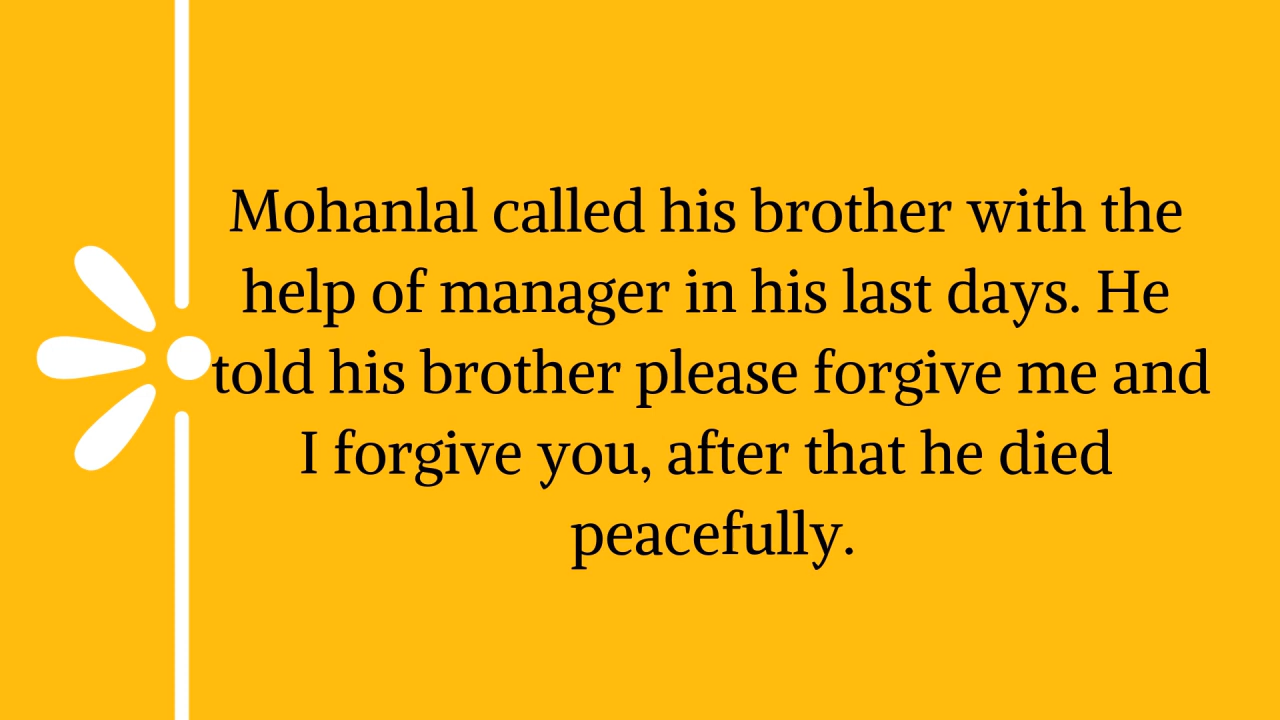 Mohanlal called his brother with the
help of manager in his last days. He
told his brother please forgive me and
I forgive you, after that he died
peacefully.